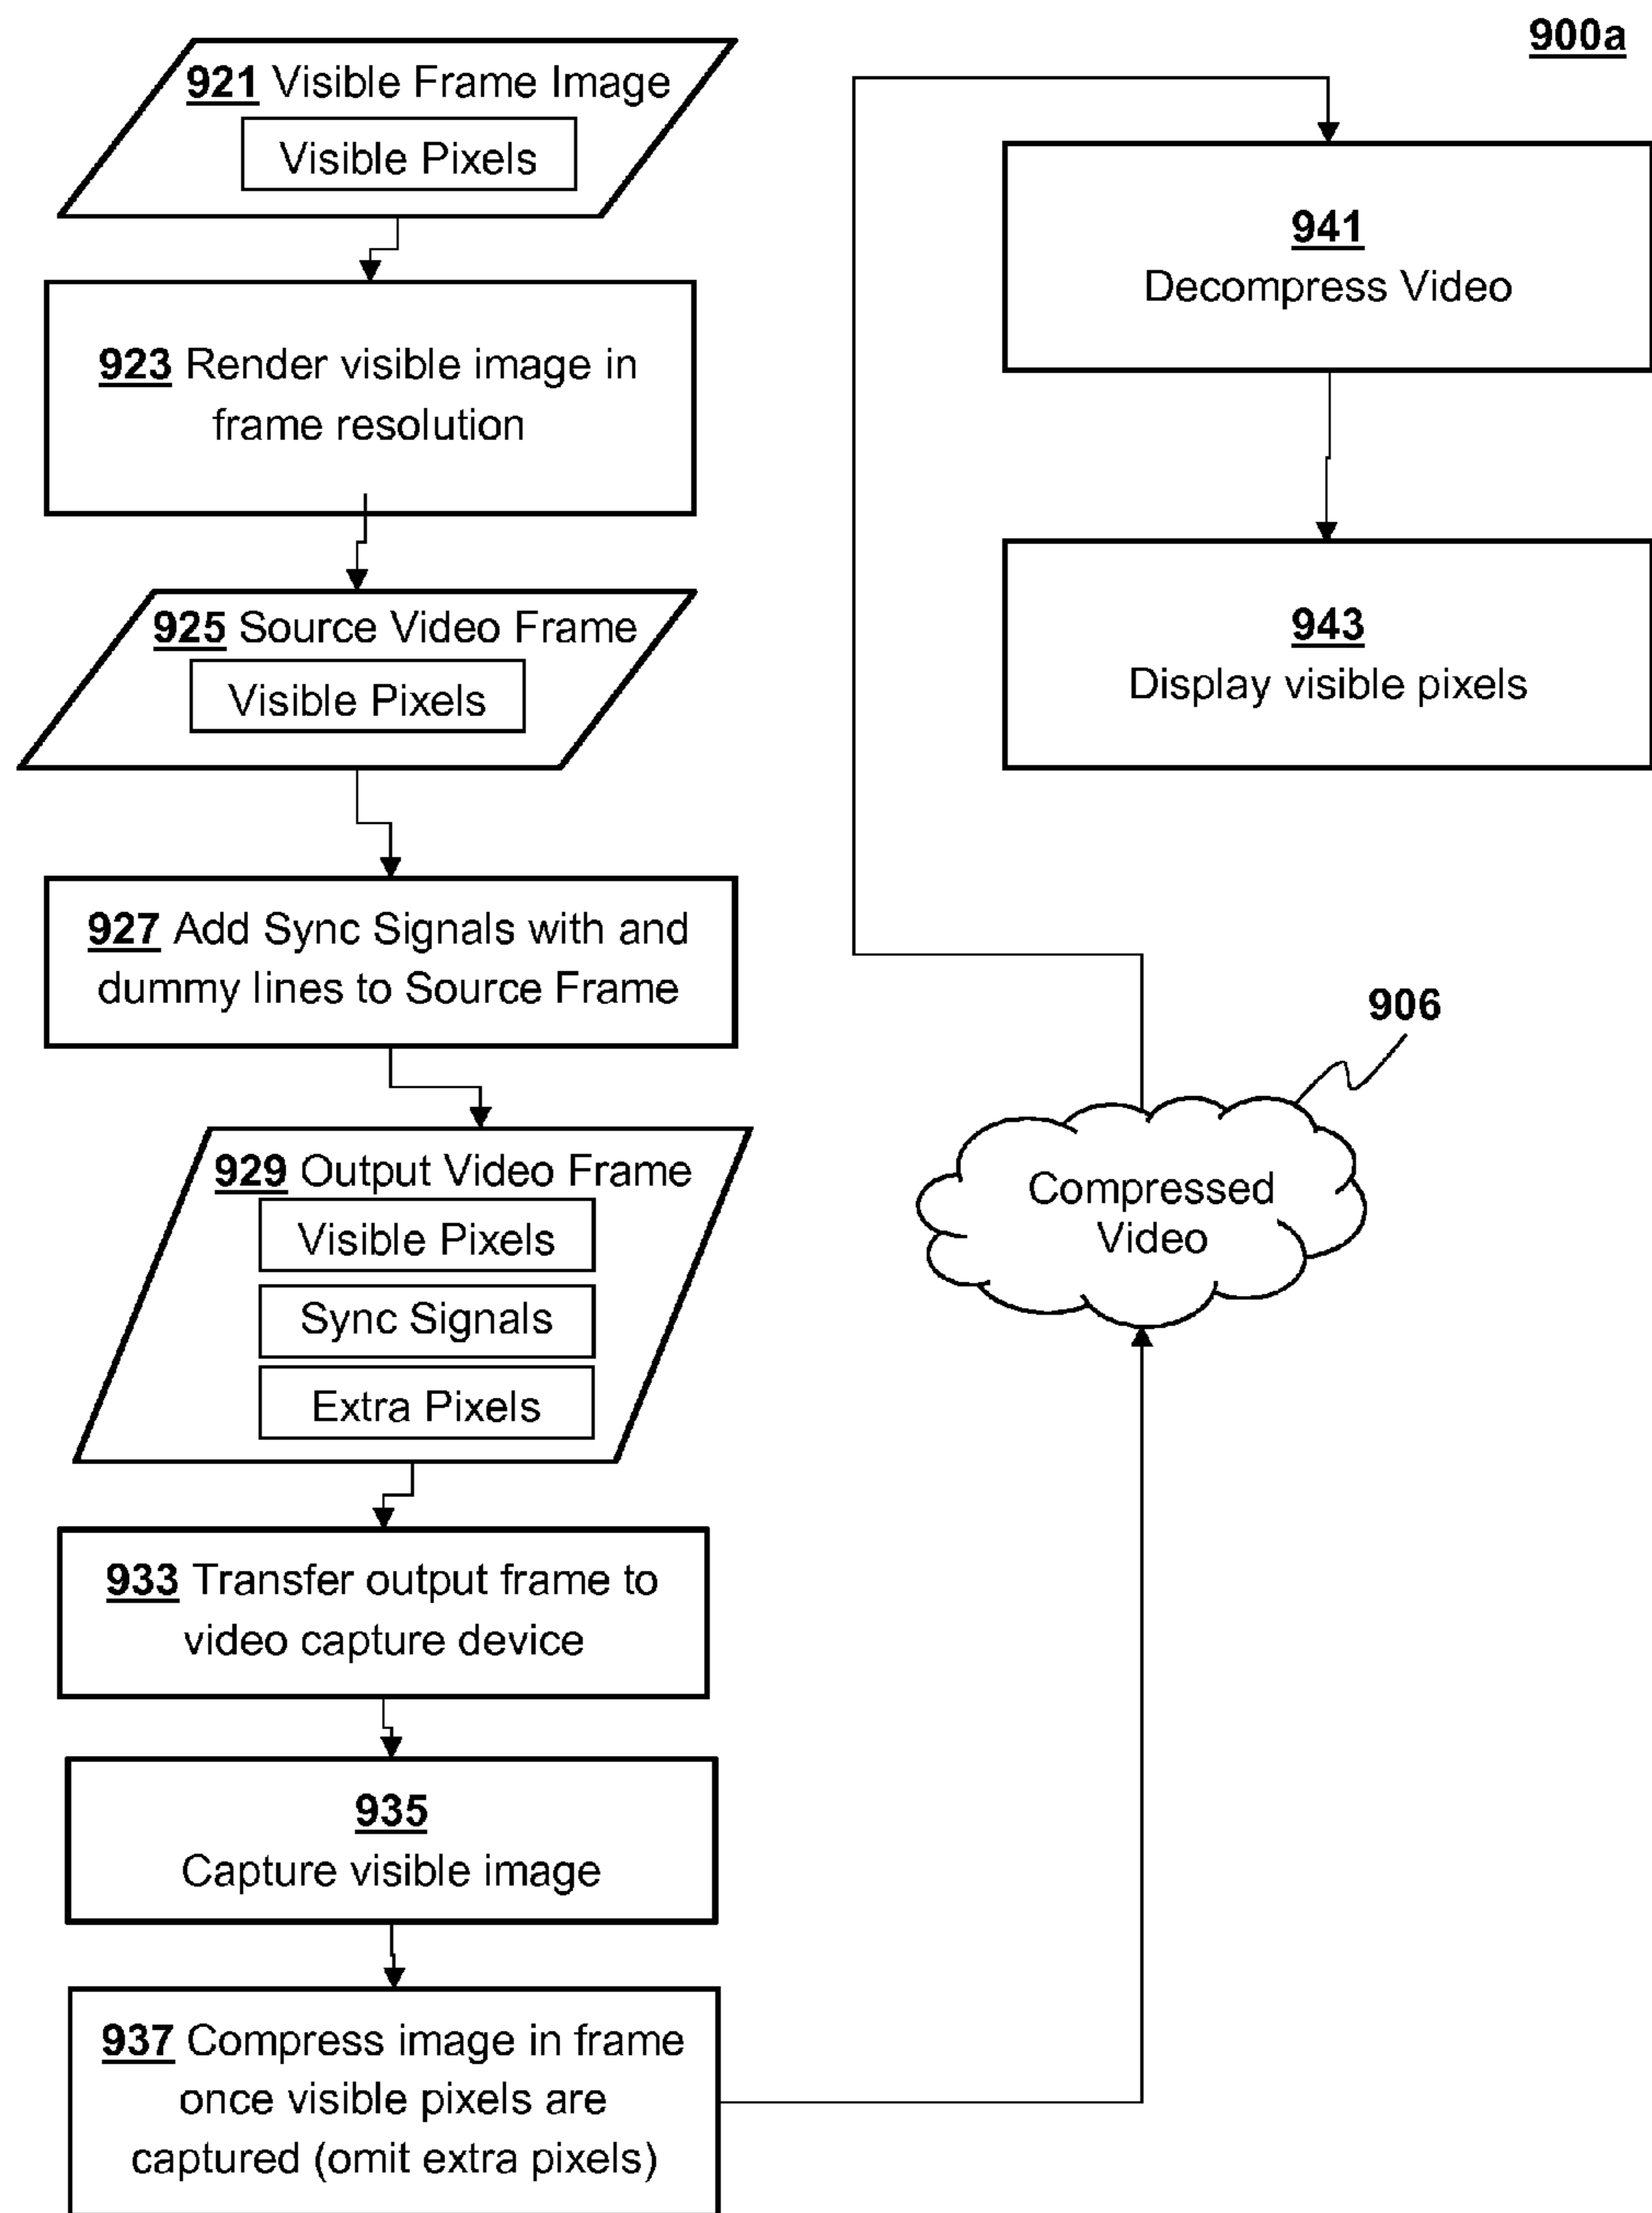 900a
921 Visible Frame Image
Visible Pixels
923 Render visible image in
frame resolution
925 Source Video Frame
Visible Pixels
927 Add Sync Signals with and
dummy lines to Source Frame
929 Output Video Frame
Visible Pixels
Sync Signals
Extra Pixels
933 Transfer output frame to
video capture device
935
Capture visible image
937 Compress image in frame
once visible pixels are
captured (omit extra pixels)
906
Compressed
Video
941
Decompress Video
943
Display visible pixels